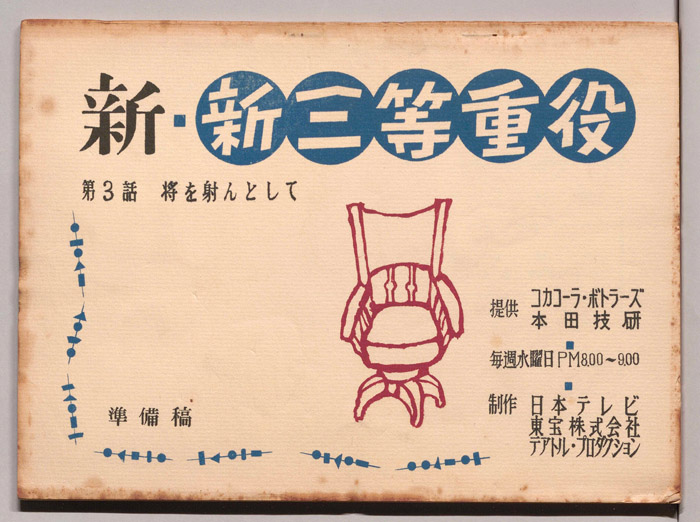 新・新三等重役
第3話 将を射んとして
提供 コカコーラ・ボトラーズ
本田技研
毎週水曜日PM8.00~9.00
制作 日本テレビ
東宝株式会社
テアトル・プロダクション
準備稿